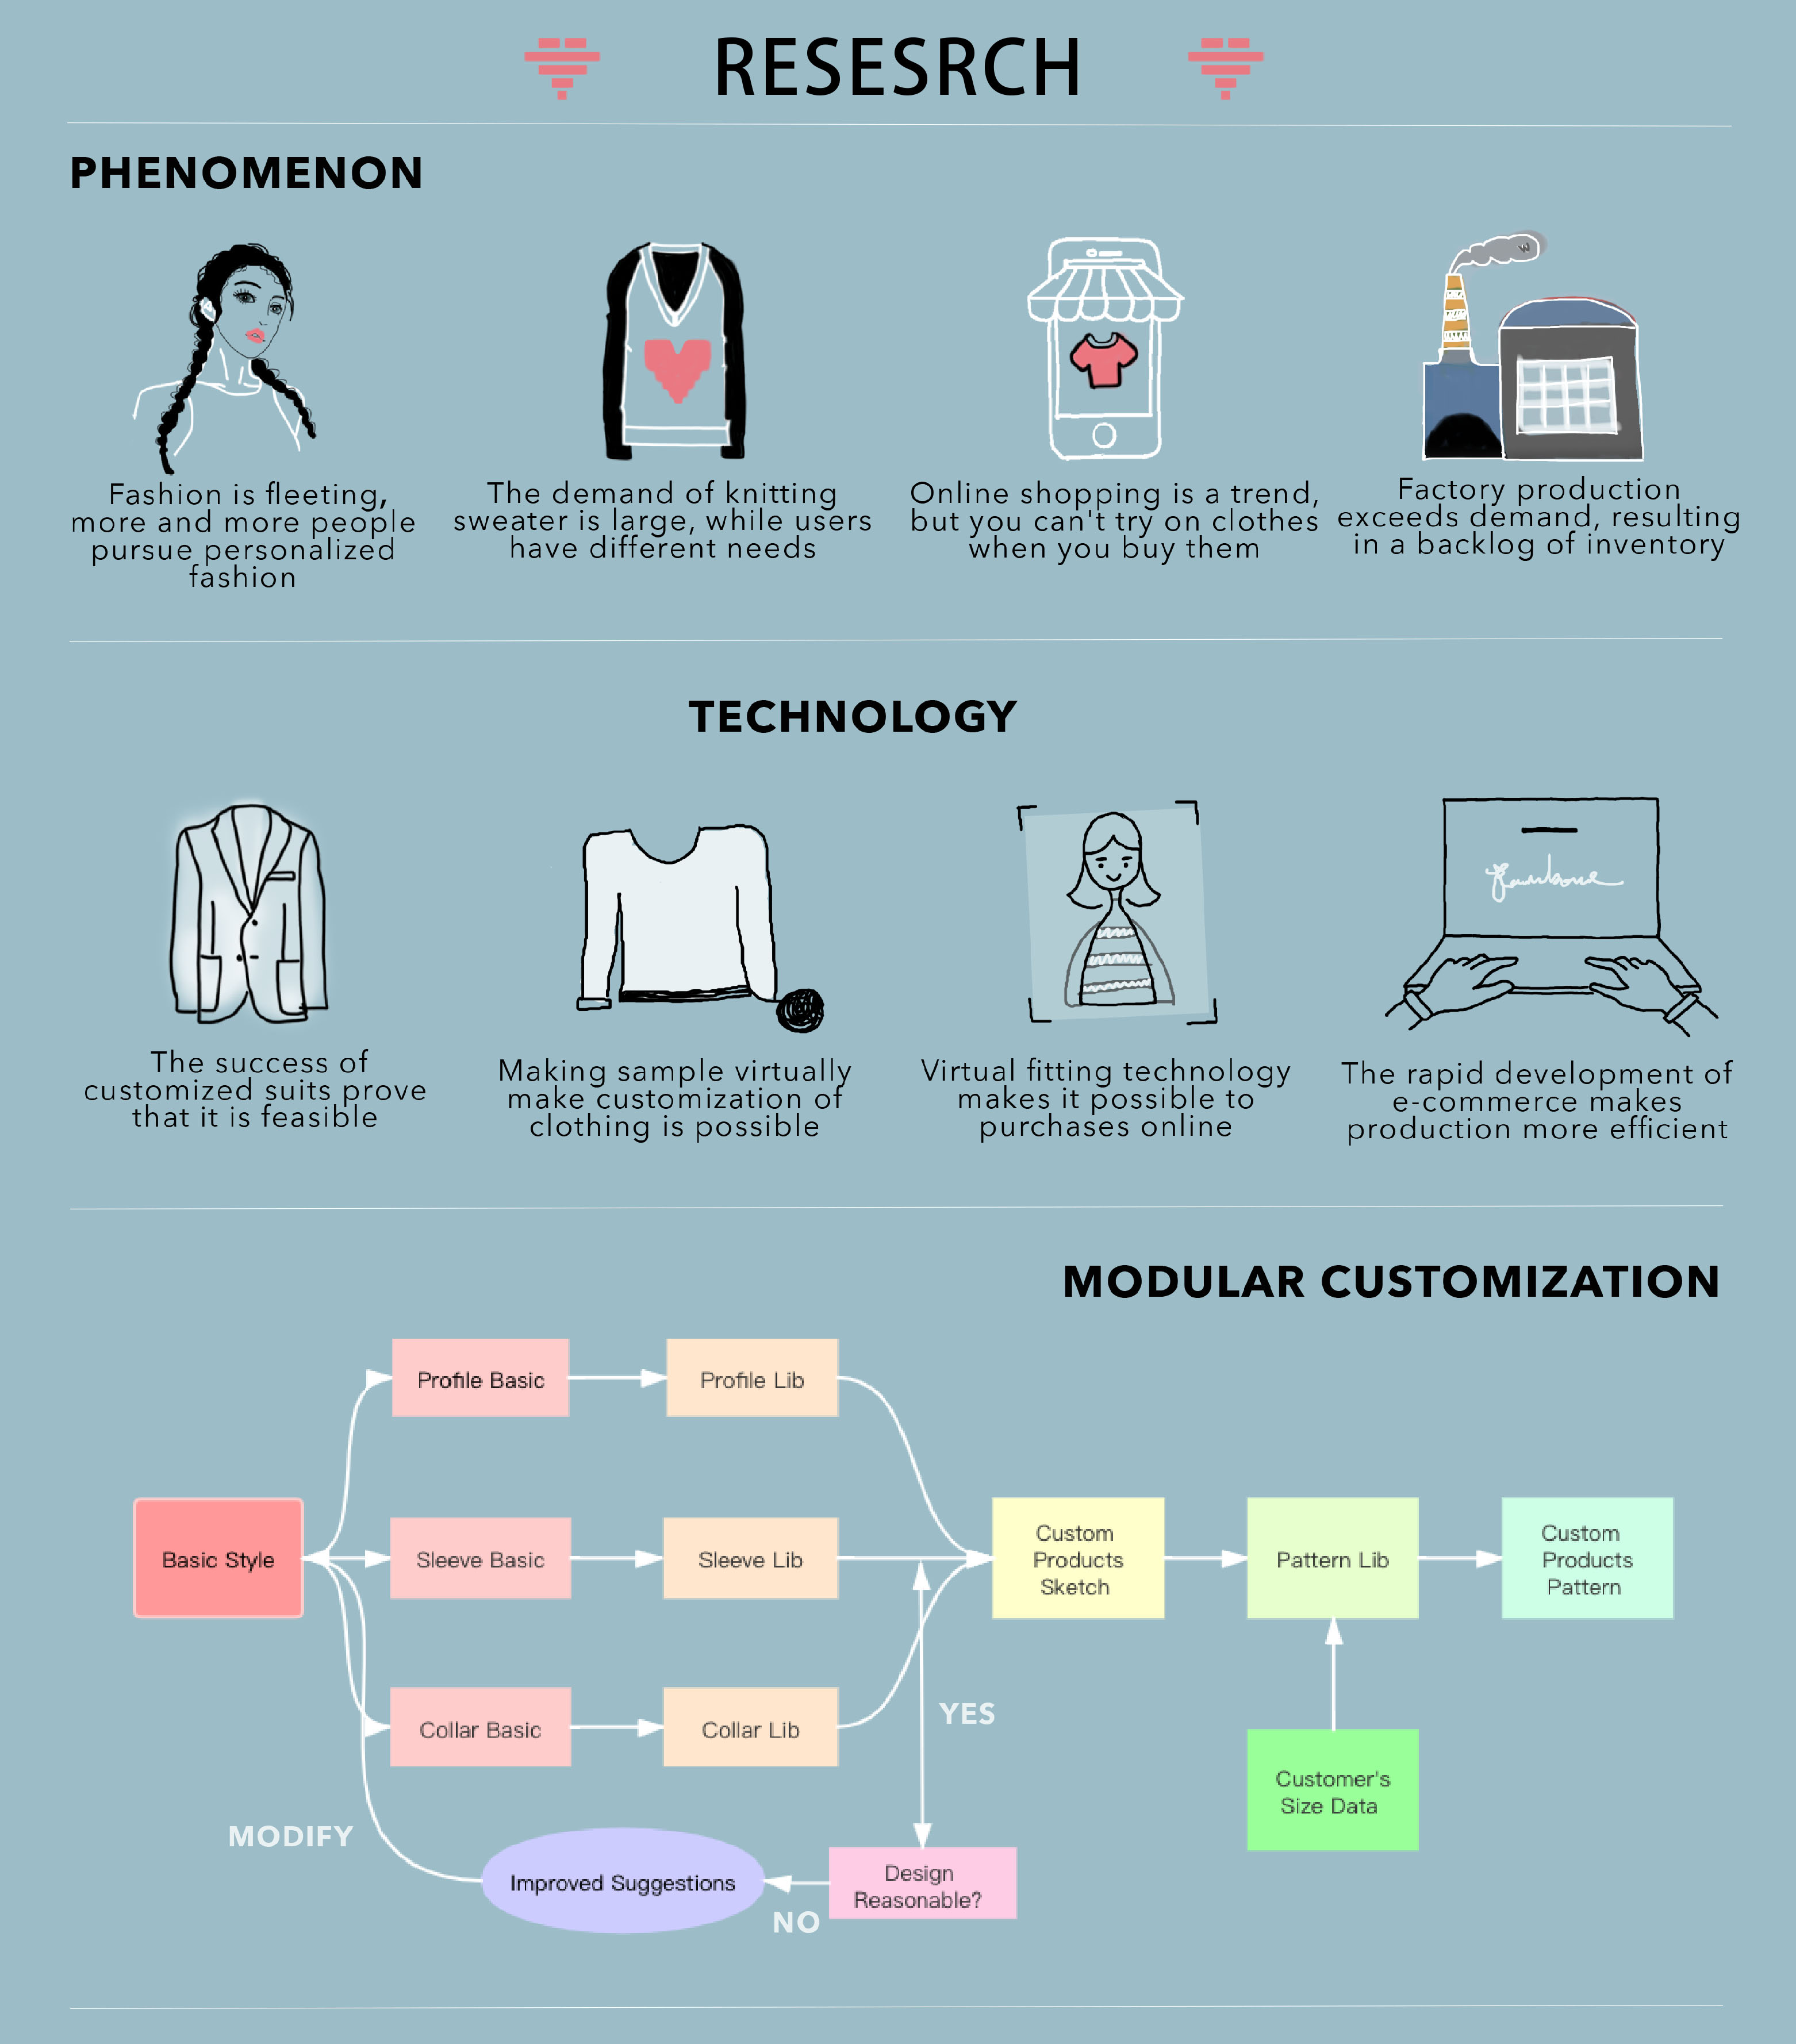 RESESRCH
PHENOMENON
Fashion is fleeting,
more and more people
pursue personalized
fashion
The demand of knitting
sweater is large, while users
have different needs
Online shopping is a trend,
but you can't try on clothes
when you buy them
W
Factory production
exceeds demand, resulting
in a backlog of inventory
TECHNOLOGY
The success of
customized suits prove
that it is feasible
Making sample virtually
make customization of
clothing is possible
Virtual fitting technology
makes it possible to
purchases online
The rapid development of
e-commerce makes
production more efficient
MODULAR CUSTOMIZATION
Profile Basic
Profile Lib
Basic Style
Sleeve Basic
Sleeve Lib
Custom
Products
Sketch
Pattern Lib
Custom
Products
Pattern
Collar Basic
Collar Lib
YES
Customer's
Size Data
MODIFY
Improved Suggestions
NO
Design
Reasonable?